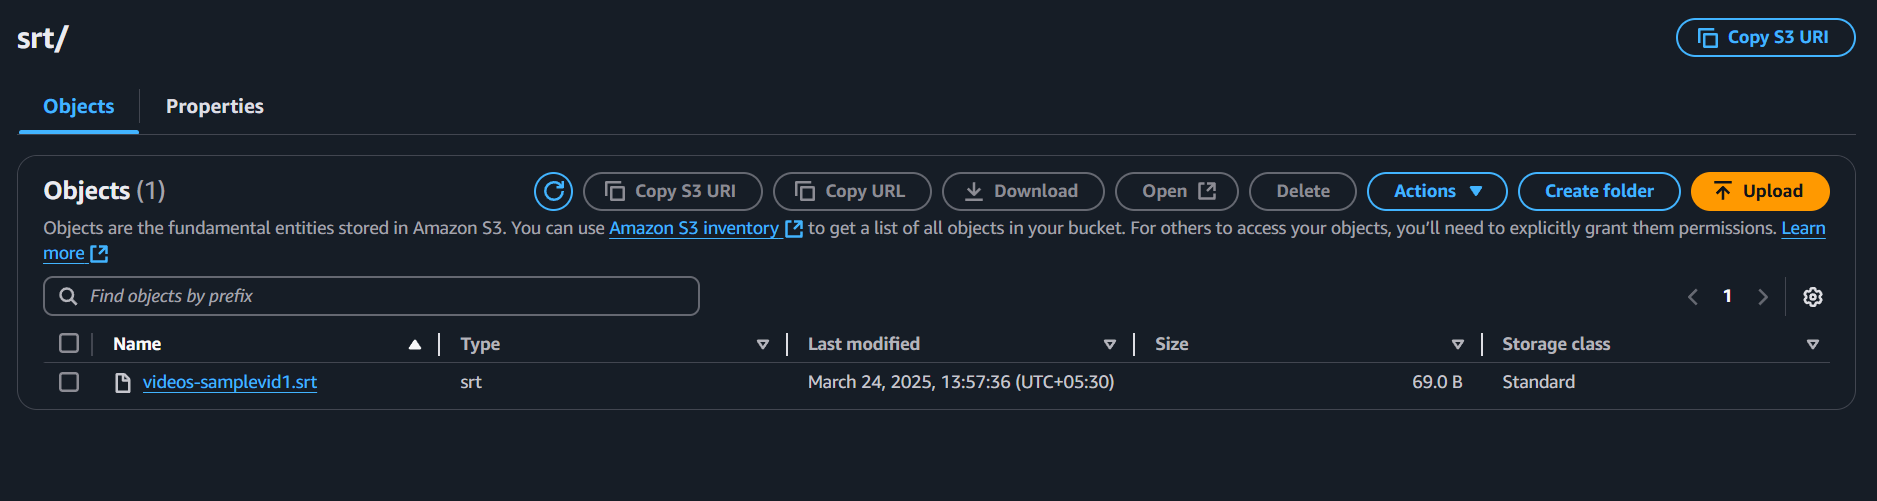 srt/
Copy S3 URI
Objects
Properties
Objects (1)
Copy S3 URI
Copy URL
Download
Open
Delete
Actions
Create folder
Upload
Objects are the fundamental entities stored in Amazon S3. You can use Amazon S3 inventory to get a list of all objects in your bucket. For others to access your objects, you’ll need to explicitly grant them permissions. Learn
more
Find objects by prefix
1
Name
Type
Last modified
Size
Storage class
videos-samplevid1.srt
srt
March 24, 2025, 13:57:36 (UTC+05:30)
69.0 B
Standard